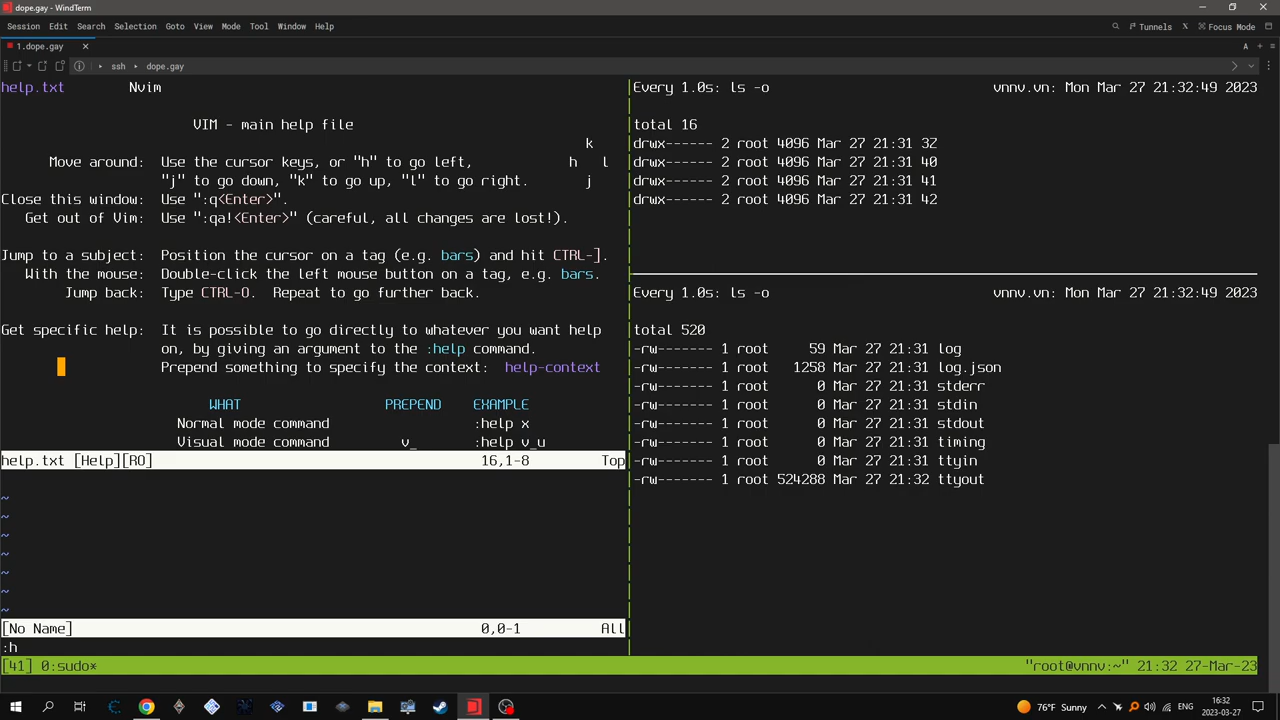 dope.gay - WindTerm
Session Edit Search Selection Goto View Mode Tool Window Help
Tunnels X Focus Mode
1.dope.gay
A
ssh dope.gay
help.txt Nvim
VIM - main help file
k
Move around: Use the cursor keys, or "h" to go left, h l
"j" to go down, "k" to go up, "l" to go right. j
Close this window: Use ":q<Enter>".
Get out of Vim: Use ":qa!<Enter>" (careful, all changes are lost!).
Jump to a subject: Position the cursor on a tag (e.g. bars) and hit CTRL-].
With the mouse: Double-click the left mouse button on a tag, e.g. bars.
Jump back: Type CTRL-O. Repeat to go further back.
Get specific help: It is possible to go directly to whatever you want help
on, by giving an argument to the :help command.
Prepend something to specify the context: help-context
WHAT PREPEND EXAMPLE
Normal mode command :help x
Visual mode command v_ :help v_u
help.txt [Help][RO] 16,1-8 Top
~
~
~
~
~
~
~
[No Name] 0,0-1 All
:h
Every 1.0s: ls -o vnnv.vn: Mon Mar 27 21:32:49 2023
total 16
drwx------ 2 root 4096 Mar 27 21:31 3Z
drwx------ 2 root 4096 Mar 27 21:31 40
drwx------ 2 root 4096 Mar 27 21:31 41
drwx------ 2 root 4096 Mar 27 21:31 42
Every 1.0s: ls -o vnnv.vn: Mon Mar 27 21:32:49 2023
total 520
-rw------- 1 root 59 Mar 27 21:31 log
-rw------- 1 root 1258 Mar 27 21:31 log.json
-rw------- 1 root 0 Mar 27 21:31 stderr
-rw------- 1 root 0 Mar 27 21:31 stdin
-rw------- 1 root 0 Mar 27 21:31 stdout
-rw------- 1 root 0 Mar 27 21:31 timing
-rw------- 1 root 0 Mar 27 21:31 ttyin
-rw------- 1 root 524288 Mar 27 21:32 ttyout
[41] 0:sudo* "root@vnnv:~" 21:32 27-Mar-23
76°F Sunny ENG 16:32
2023-03-27